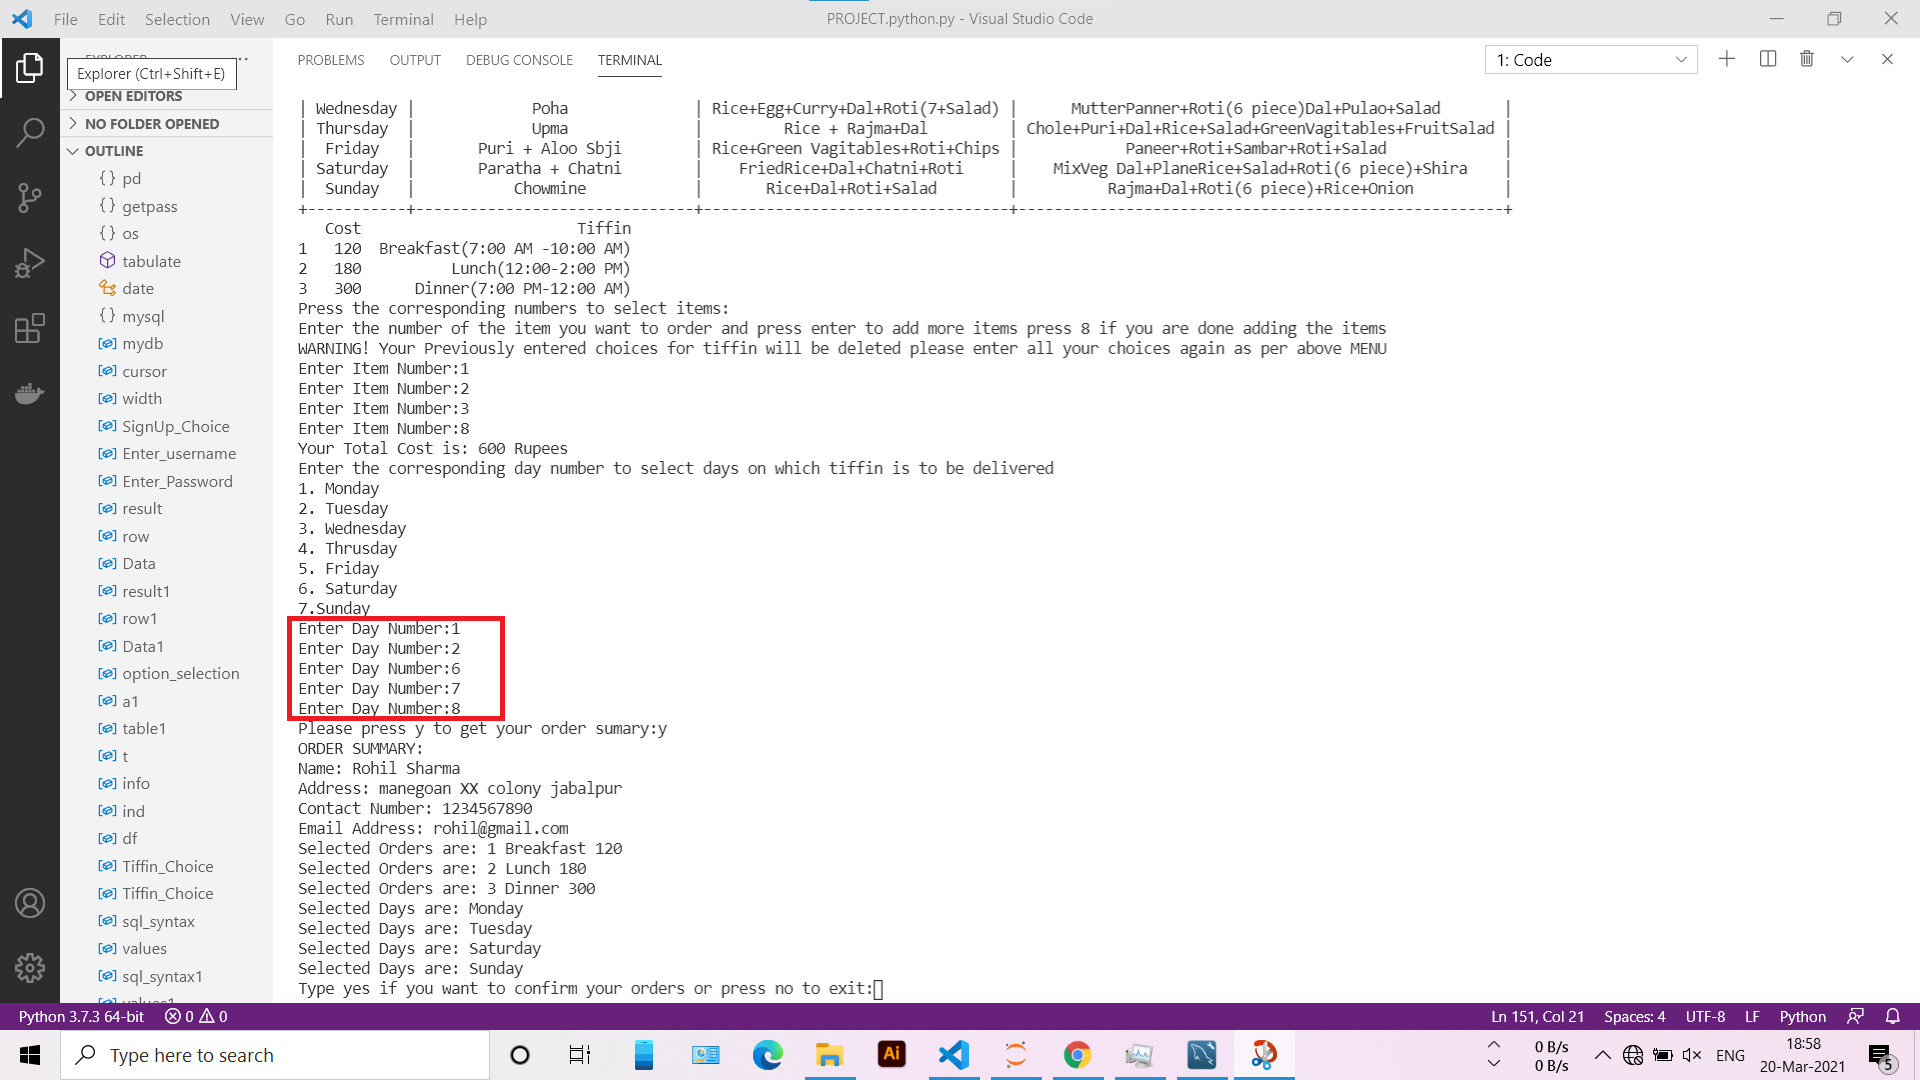 File Edit Selection View Go Run Terminal Help
PROJECT.python.py - Visual Studio Code
Explorer (Ctrl+Shift+E)
OPEN EDITORS
NO FOLDER OPENED
OUTLINE
pd
getpass
os
tabulate
date
mysql
mydb
cursor
width
SignUp_Choice
Enter_username
Enter_Password
result
row
Data
result1
row1
Data1
option_selection
a1
table1
t
info
ind
df
Tiffin_Choice
Tiffin_Choice
sql_syntax
values
sql_syntax1
values1
PROBLEMS OUTPUT DEBUG CONSOLE TERMINAL
1: Code
| Wednesday | Poha | Rice+Egg+Curry+Dal+Roti(7+Salad) | MutterPanner+Roti(6 piece)Dal+Pulao+Salad |
| Thursday | Upma | Rice + Rajma+Dal | Chole+Puri+Dal+Rice+Salad+GreenVagitables+FruitSalad |
| Friday | Puri + Aloo Sbji | Rice+Green Vagitables+Roti+Chips | Paneer+Roti+Sambar+Roti+Salad |
| Saturday | Paratha + Chatni | FriedRice+Dal+Chatni+Roti | MixVeg Dal+PlaneRice+Salad+Roti(6 piece)+Shira |
| Sunday | Chowmine | Rice+Dal+Roti+Salad | Rajma+Dal+Roti(6 piece)+Rice+Onion |
+-----------+-------------------------------+----------------------------------+------------------------------------------------------+
Cost Tiffin
1 120 Breakfast(7:00 AM -10:00 AM)
2 180 Lunch(12:00-2:00 PM)
3 300 Dinner(7:00 PM-12:00 AM)
Press the corresponding numbers to select items:
Enter the number of the item you want to order and press enter to add more items press 8 if you are done adding the items
WARNING! Your Previously entered choices for tiffin will be deleted please enter all your choices again as per above MENU
Enter Item Number:1
Enter Item Number:2
Enter Item Number:3
Enter Item Number:8
Your Total Cost is: 600 Rupees
Enter the corresponding day number to select days on which tiffin is to be delivered
1. Monday
2. Tuesday
3. Wednesday
4. Thrusday
5. Friday
6. Saturday
7.Sunday
Enter Day Number:1
Enter Day Number:2
Enter Day Number:6
Enter Day Number:7
Enter Day Number:8
Please press y to get your order sumary:y
ORDER SUMMARY:
Name: Rohil Sharma
Address: manegoan XX colony jabalpur
Contact Number: 1234567890
Email Address: rohil@gmail.com
Selected Orders are: 1 Breakfast 120
Selected Orders are: 2 Lunch 180
Selected Orders are: 3 Dinner 300
Selected Days are: Monday
Selected Days are: Tuesday
Selected Days are: Saturday
Selected Days are: Sunday
Type yes if you want to confirm your orders or press no to exit:
Python 3.7.3 64-bit 0 0
Ln 151, Col 21 Spaces: 4 UTF-8 LF Python
Type here to search
Ai
0 B/s
0 B/s
ENG
18:58
20-Mar-2021
5